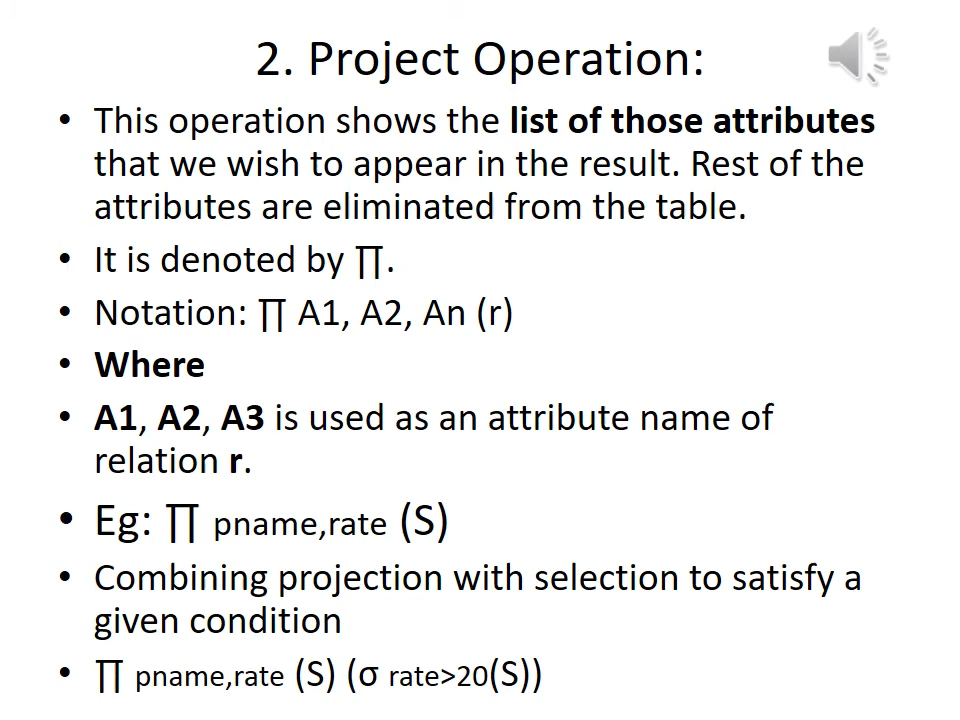 2. Project Operation:
• This operation shows the list of those attributes
that we wish to appear in the result. Rest of the
attributes are eliminated from the table.
• It is denoted by ∏.
• Notation: ∏ A1, A2, An (r)
• Where
• A1, A2, A3 is used as an attribute name of
relation r.
• Eg: ∏ pname,rate (S)
• Combining projection with selection to satisfy a
given condition
• ∏ pname,rate (S) (σ rate>20(S))